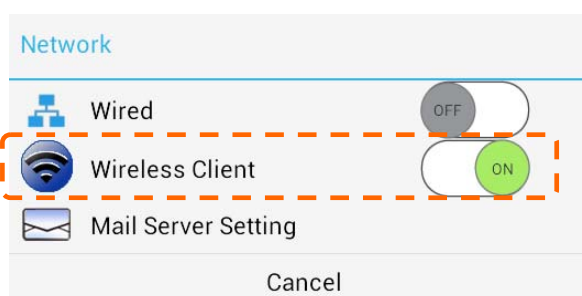 Network
Wired OFF
Wireless Client ON
Mail Server Setting
Cancel